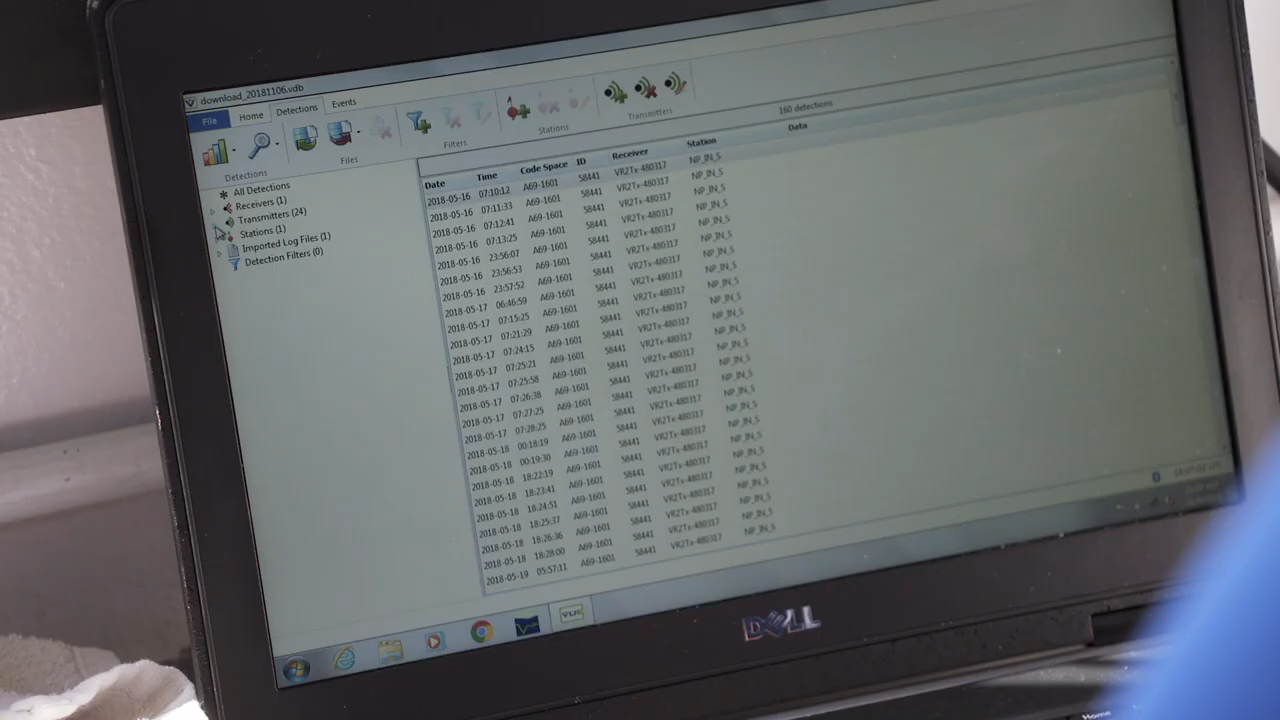 download_20181106.vdb
File Home Detections Events
Detections Files Filters Stations Transmitters
All Detections
Receivers (1)
Transmitters (24)
Stations (1)
Imported Log Files (1)
Detection Filters (0)
160 detections
Date Time Code Space ID Receiver Station Data
2018-05-16 07:10:12 A69-1601 58441 VR2Tx-480317 NP_IN_S
2018-05-16 07:11:33 A69-1601 58441 VR2Tx-480317 NP_IN_S
2018-05-16 07:12:41 A69-1601 58441 VR2Tx-480317 NP_IN_S
2018-05-16 07:13:25 A69-1601 58441 VR2Tx-480317 NP_IN_S
2018-05-16 23:56:07 A69-1601 58441 VR2Tx-480317 NP_IN_S
2018-05-16 23:56:53 A69-1601 58441 VR2Tx-480317 NP_IN_S
2018-05-16 23:57:52 A69-1601 58441 VR2Tx-480317 NP_IN_S
2018-05-17 06:46:59 A69-1601 58441 VR2Tx-480317 NP_IN_S
2018-05-17 07:15:25 A69-1601 58441 VR2Tx-480317 NP_IN_S
2018-05-17 07:21:29 A69-1601 58441 VR2Tx-480317 NP_IN_S
2018-05-17 07:24:15 A69-1601 58441 VR2Tx-480317 NP_IN_S
2018-05-17 07:25:21 A69-1601 58441 VR2Tx-480317 NP_IN_S
2018-05-17 07:25:58 A69-1601 58441 VR2Tx-480317 NP_IN_S
2018-05-17 07:26:38 A69-1601 58441 VR2Tx-480317 NP_IN_S
2018-05-17 07:27:25 A69-1601 58441 VR2Tx-480317 NP_IN_S
2018-05-17 07:28:25 A69-1601 58441 VR2Tx-480317 NP_IN_S
2018-05-18 00:18:19 A69-1601 58441 VR2Tx-480317 NP_IN_S
2018-05-18 00:19:30 A69-1601 58441 VR2Tx-480317 NP_IN_S
2018-05-18 18:22:19 A69-1601 58441 VR2Tx-480317 NP_IN_S
2018-05-18 18:23:41 A69-1601 58441 VR2Tx-480317 NP_IN_S
2018-05-18 18:24:51 A69-1601 58441 VR2Tx-480317 NP_IN_S
2018-05-18 18:25:37 A69-1601 58441 VR2Tx-480317 NP_IN_S
2018-05-18 18:26:36 A69-1601 58441 VR2Tx-480317 NP_IN_S
2018-05-18 18:28:00 A69-1601 58441 VR2Tx-480317 NP_IN_S
2018-05-19 05:57:11 A69-1601 58441 VR2Tx-480317 NP_IN_S
DELL
Home